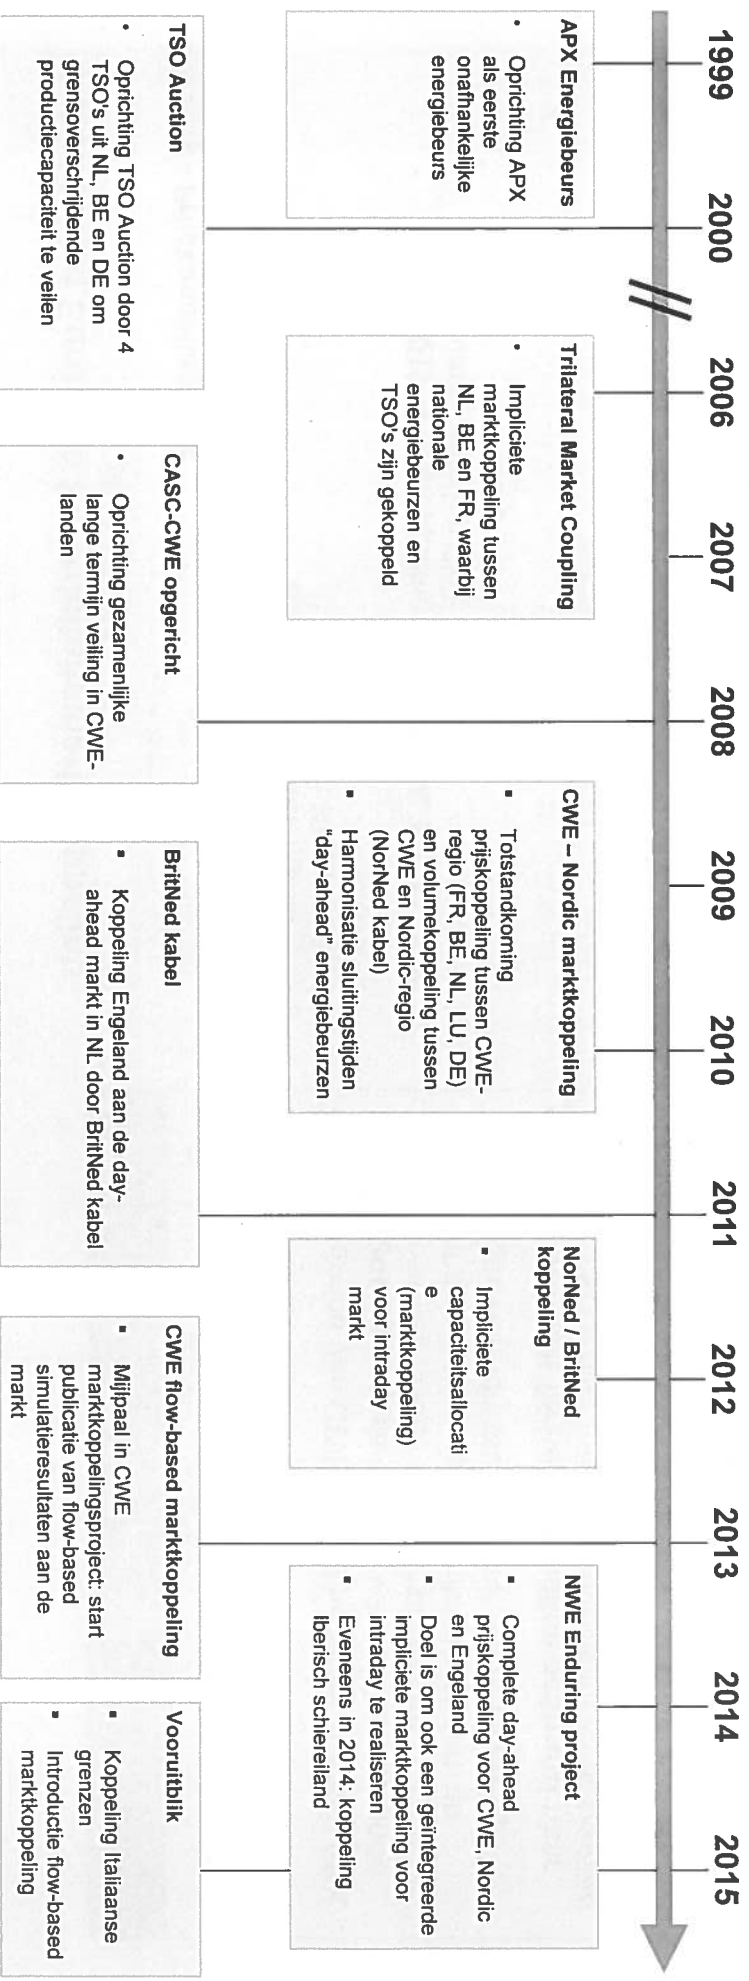 1999
2000
2006
2007
2008
2009
2010
2011
2012
2013
2014
2015
APX Energiebeurs
• Oprichting APX
als eerste
onafhankelijke
energiebeurs
Trilateral Market Coupling
• Impliciete
marktkoppeling tussen
NL, BE en FR, waarbij
nationale
energiebeurzen en
TSO's zijn gekoppeld
CWE – Nordic marktkoppeling
▪ Totstandkoming
prijskoppeling tussen CWE-
regio (FR, BE, NL, LU, DE)
en volumekoppeling tussen
CWE en Nordic-regio
(NorNed kabel)
▪ Harmonisatie sluitingstijden
"day-ahead" energiebeurzen
NorNed / BritNed
koppeling
▪ Impliciete
capaciteitsallocati
e
(marktkoppeling)
voor intraday
markt
NWE Enduring project
▪ Complete day-ahead
prijskoppeling voor CWE, Nordic
en Engeland
▪ Doel is om ook een geïntegreerde
impliciete marktkoppeling voor
intraday te realiseren
▪ Eveneens in 2014: koppeling
Iberisch schiereiland
TSO Auction
• Oprichting TSO Auction door 4
TSO's uit NL, BE en DE om
grensoverschrijdende
productiecapaciteit te veilen
CASC-CWE opgericht
• Oprichting gezamenlijke
lange termijn veiling in CWE-
landen
BritNed kabel
▪ Koppeling Engeland aan de day-
ahead markt in NL door BritNed kabel
CWE flow-based marktkoppeling
▪ Mijlpaal in CWE
marktkoppelingsproject: start
publicatie van flow-based
simulatieresultaten aan de
markt
Vooruitblik
▪ Koppeling Italiaanse
grenzen
▪ Introductie flow-based
marktkoppeling